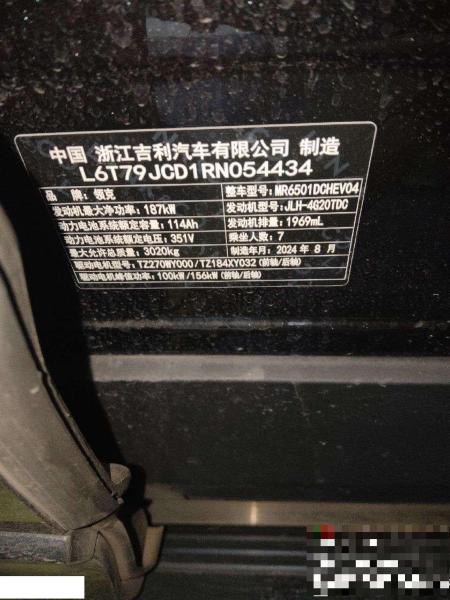 中国 浙江吉利汽车有限公司 制造
L6T79JCD1RN054434
品牌:领克 整车型号:MR6501DCHEV04
发动机最大净功率:187kW 发动机型号:JLH-4G20TDC
动力电池系统额定容量:114Ah 发动机排量:1969mL
动力电池系统额定电压:351V 乘坐人数:7
最大允许总质量:3020kg 制造年月:2024 年 8 月
驱动电机型号:TZ270WY000/TZ184XY032(前轴/后轴)
驱动电机峰值功率:100kW/156kW(前轴/后轴)